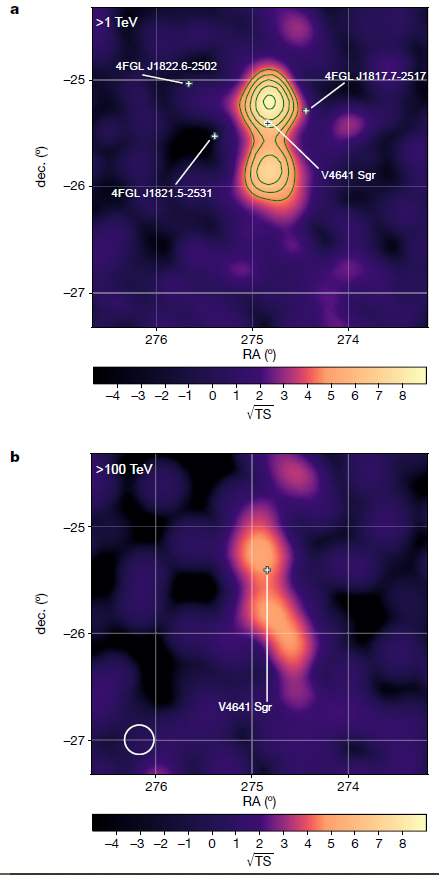 a
>1 TeV
4FGL J1822.6-2502
4FGL J1817.7-2517
4FGL J1821.5-2531
V4641 Sgr
dec. (º)
−25
−26
−27
276 275 274
RA (º)
−4 −3 −2 −1 0 1 2 3 4 5 6 7 8
√TS
b
>100 TeV
V4641 Sgr
dec. (º)
−25
−26
−27
276 275 274
RA (º)
−4 −3 −2 −1 0 1 2 3 4 5 6 7 8
√TS